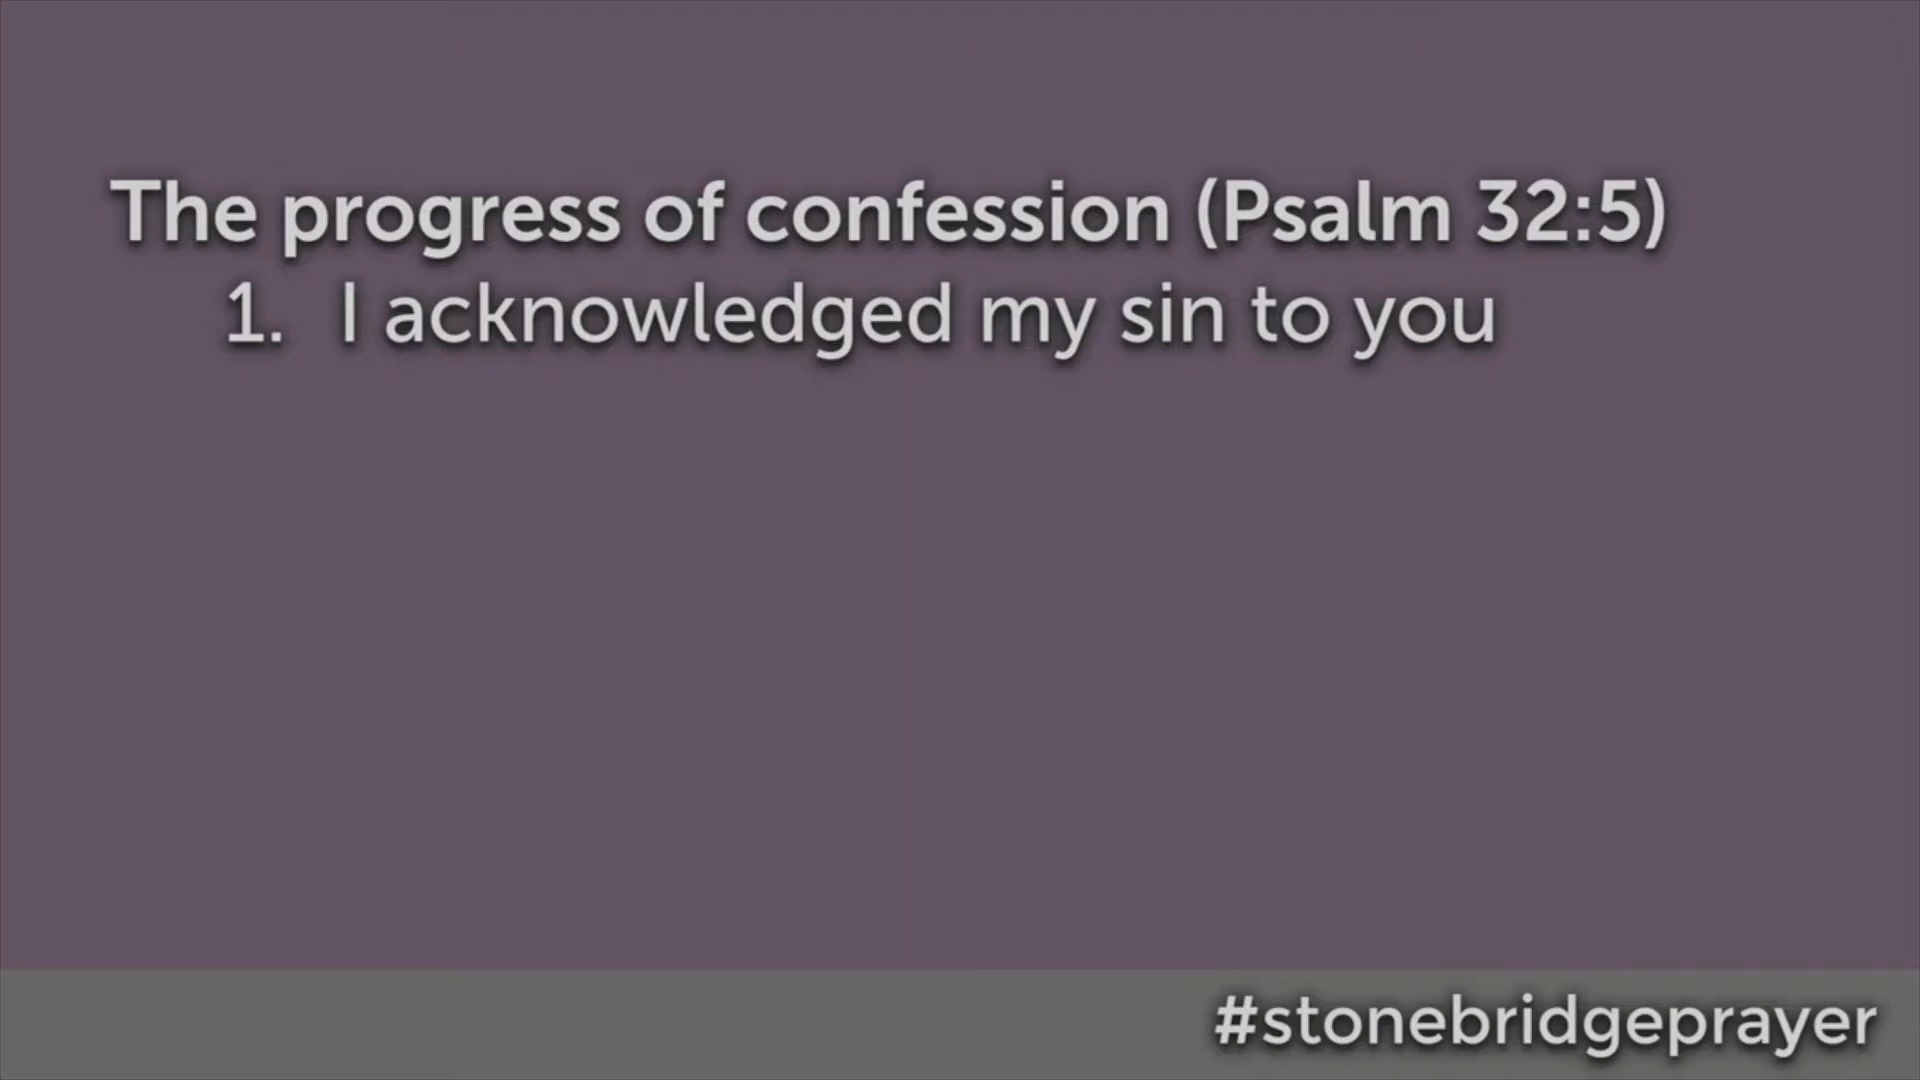 The progress of confession (Psalm 32:5)
1. I acknowledged my sin to you
#stonebridgeprayer